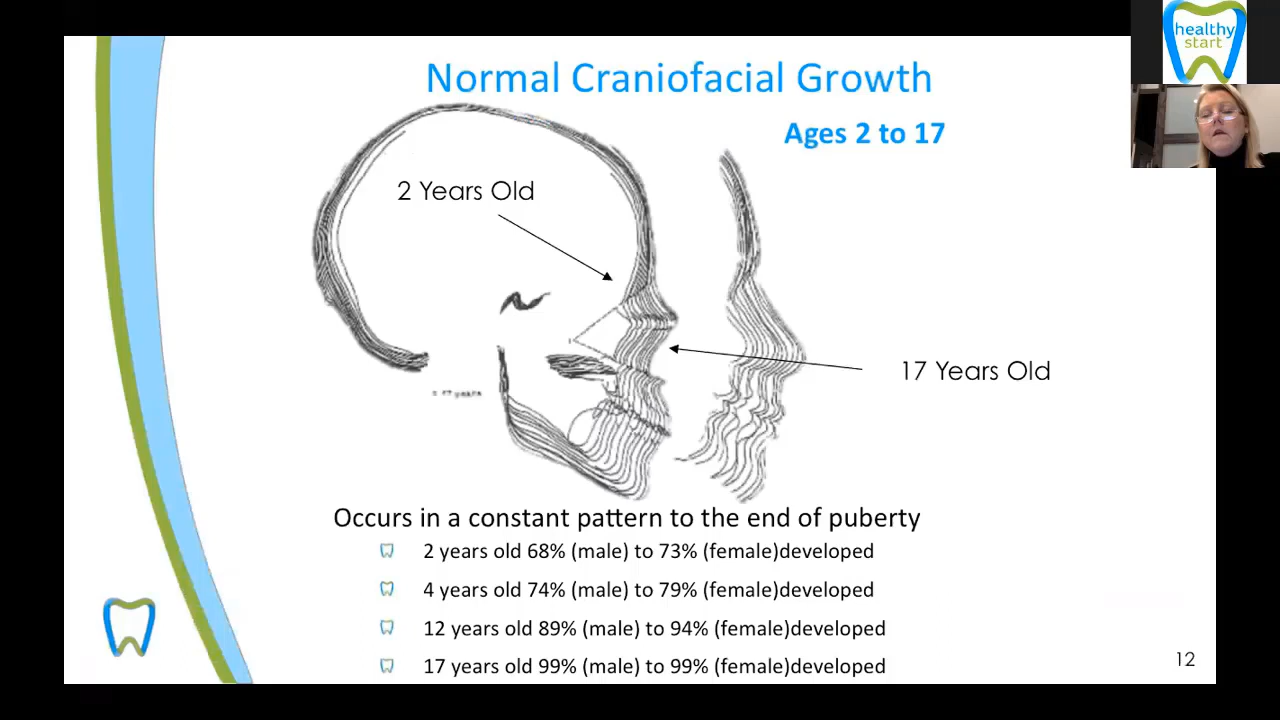 healthy
start
Normal Craniofacial Growth
Ages 2 to 17
2 Years Old
17 Years Old
17 years
Occurs in a constant pattern to the end of puberty
2 years old 68% (male) to 73% (female)developed
4 years old 74% (male) to 79% (female)developed
12 years old 89% (male) to 94% (female)developed
17 years old 99% (male) to 99% (female)developed
12